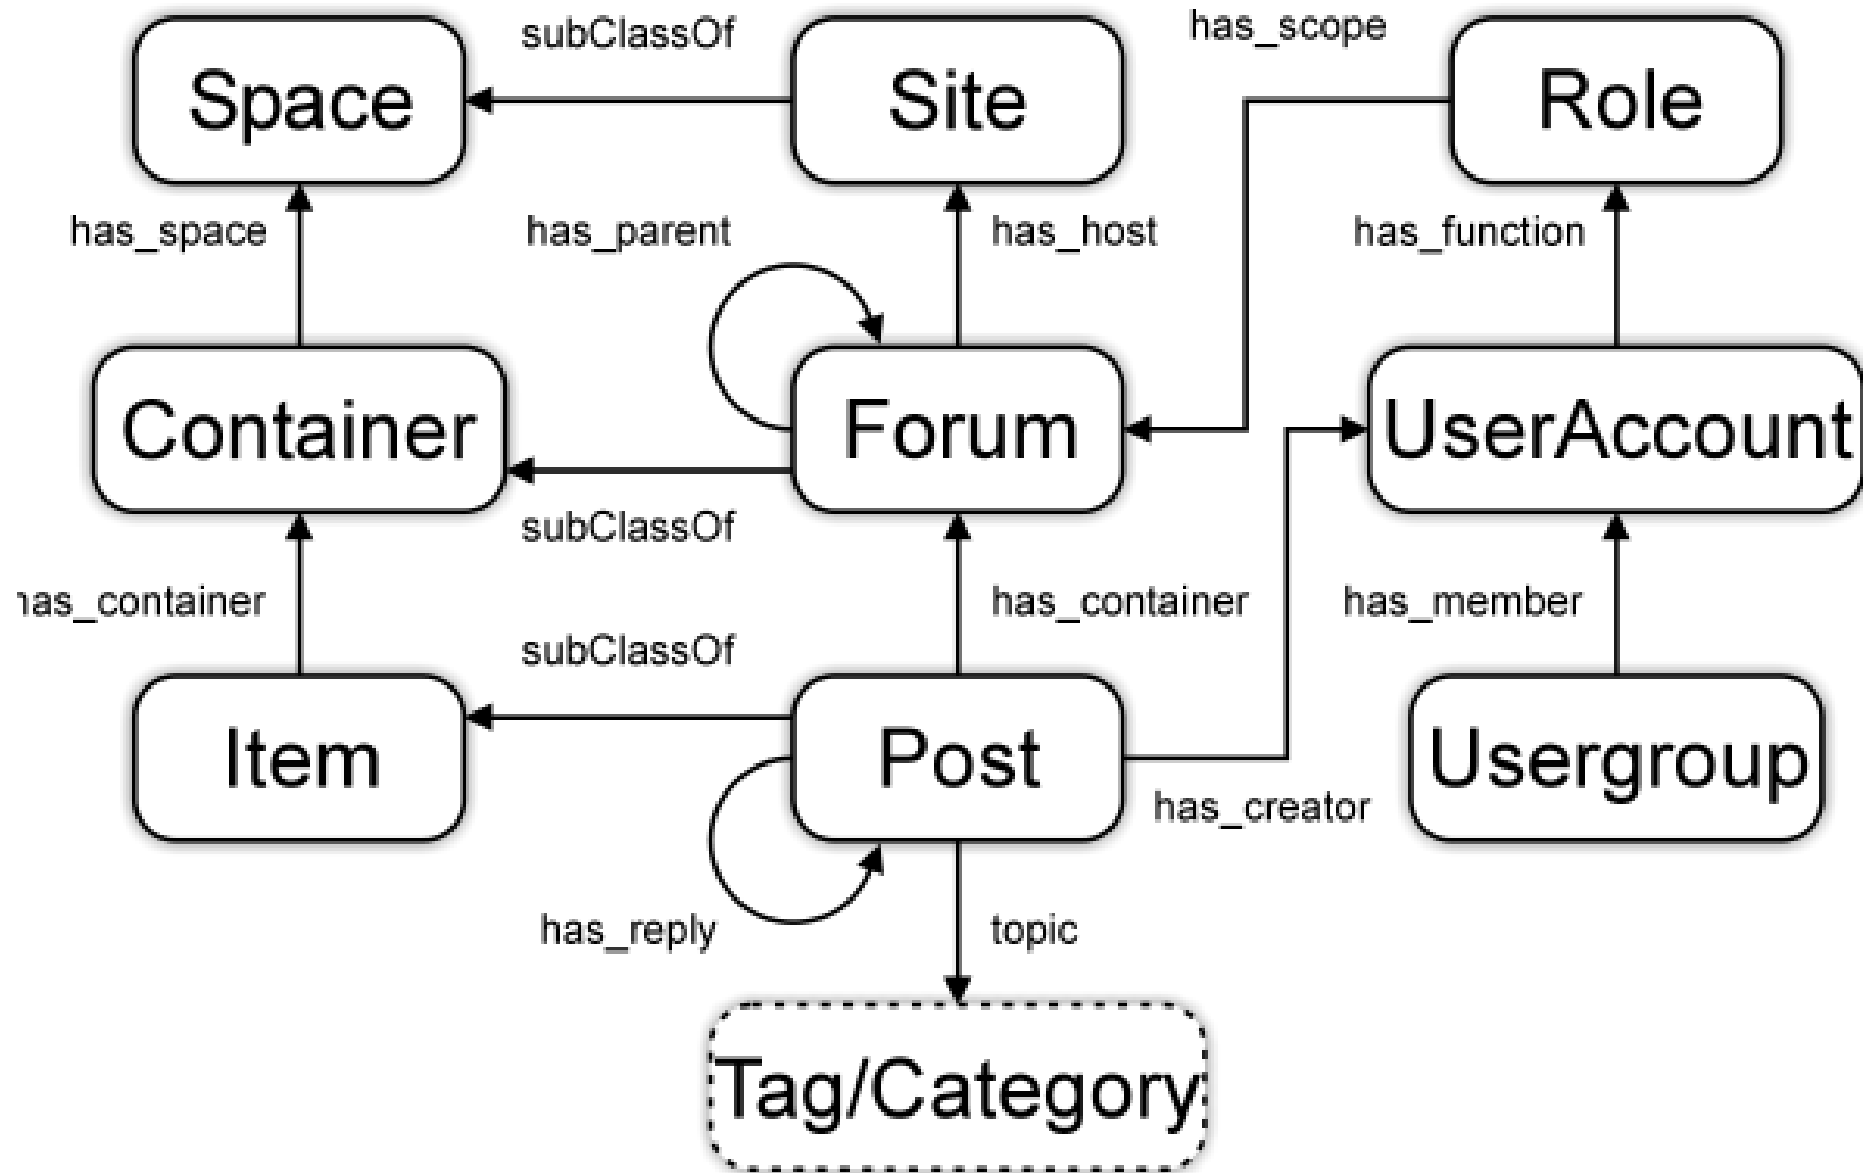 subClassOf
has_scope
Space
Site
Role
has_space
has_parent
has_host
has_function
Container
Forum
UserAccount
subClassOf
has_container
has_container
has_member
subClassOf
Item
Post
Usergroup
has_creator
has_reply
topic
Tag/Category